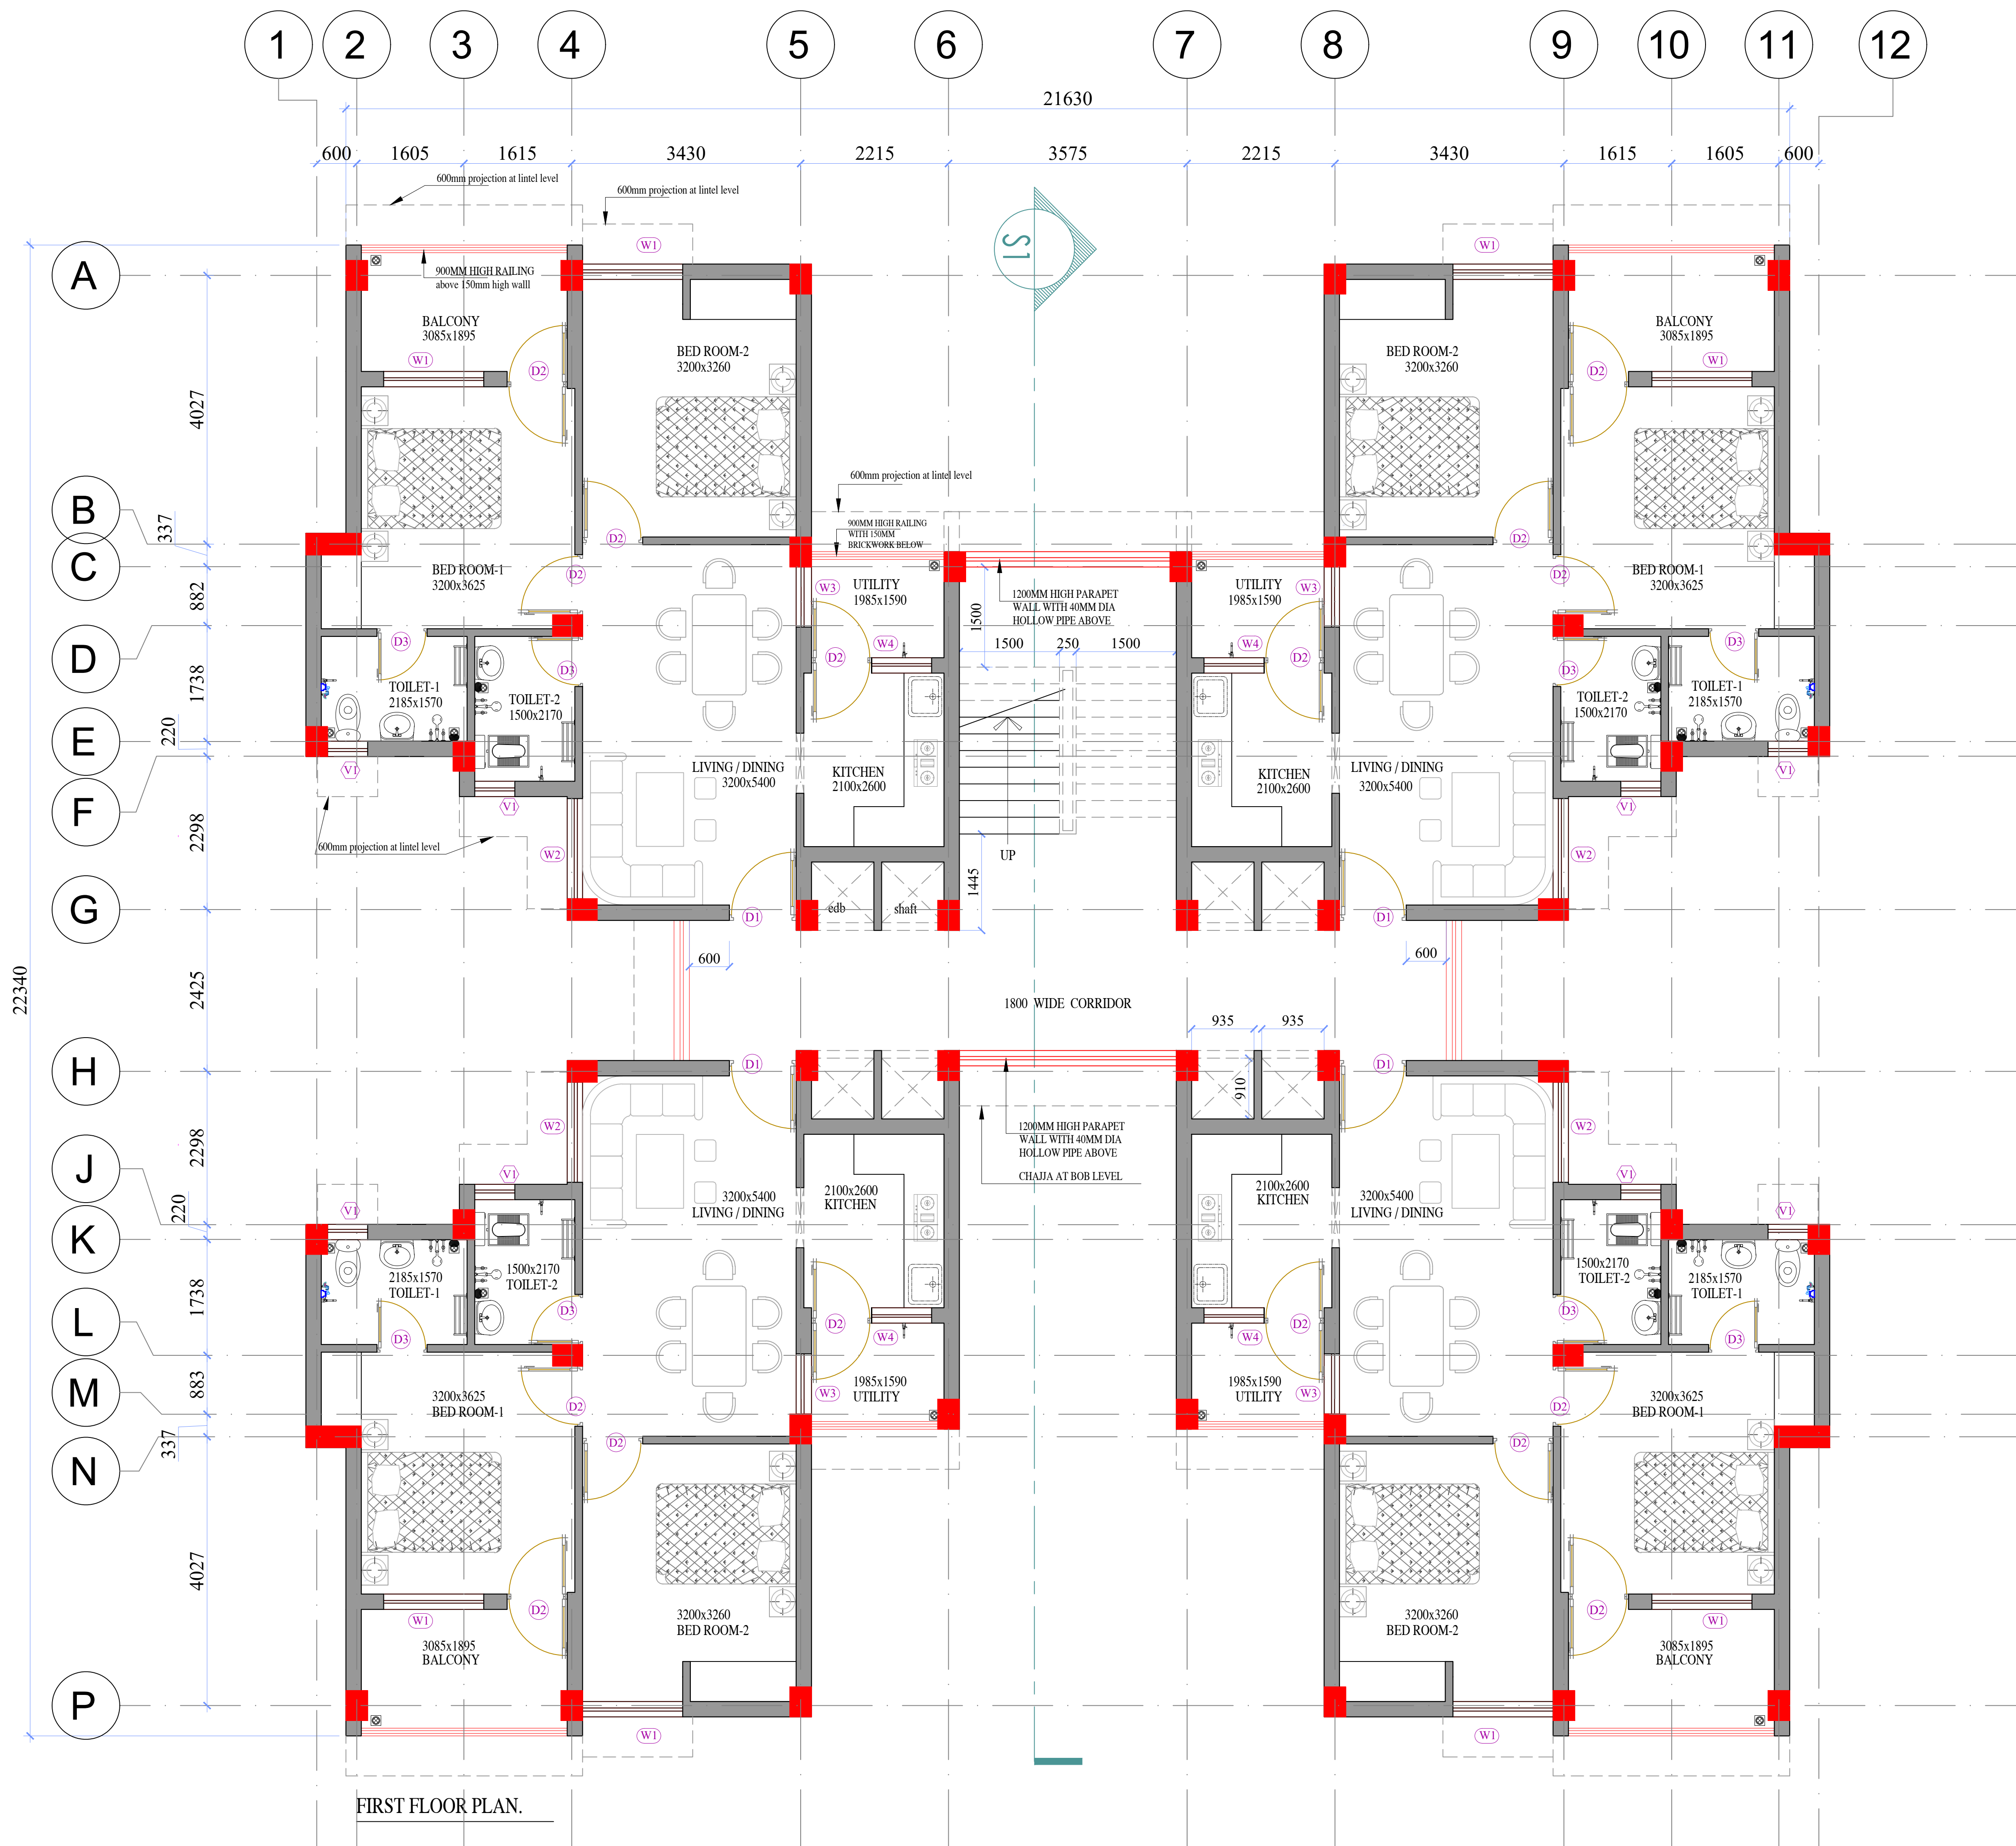 1 2 3 4 5 6 7 8 9 10 11 12
21630
600 1605 1615 3430 2215 3575 2215 3430 1615 1605 600
600mm projection at lintel level
600mm projection at lintel level
W1 W1
S1
A
900MM HIGH RAILING
above 150mm high walll
BALCONY
3085x1895
BALCONY
3085x1895
W1 D2
BED ROOM-2
3200x3260
BED ROOM-2
3200x3260
D2 W1
4027
600mm projection at lintel level
B
337
900MM HIGH RAILING
WITH 150MM
BRICKWORK BELOW
D2 D2
C
BED ROOM-1
3200x3625
D2
UTILITY
1985x1590
W3
UTILITY
1985x1590
W3
D2
BED ROOM-1
3200x3625
882
1500
1200MM HIGH PARAPET
WALL WITH 40MM DIA
HOLLOW PIPE ABOVE
1500 250 1500
D
D3 D3 D2 W4 W4 D2 D3 D3
1738
TOILET-1
2185x1570
TOILET-2
1500x2170
TOILET-2
1500x2170
TOILET-1
2185x1570
E
220
V1 V1
LIVING / DINING
3200x5400
KITCHEN
2100x2600
KITCHEN
2100x2600
LIVING / DINING
3200x5400
V1 V1
F
2298
600mm projection at lintel level
W2 UP W2
1445
G
edb shaft
D1 D1
22340
2425
600 600
1800 WIDE CORRIDOR
935 935
910
H
D1 D1
1200MM HIGH PARAPET
WALL WITH 40MM DIA
HOLLOW PIPE ABOVE
CHAJJA AT BOB LEVEL
W2 W2
2298
J
V1 V1 V1 V1
220
3200x5400
LIVING / DINING
2100x2600
KITCHEN
2100x2600
KITCHEN
3200x5400
LIVING / DINING
K
2185x1570
TOILET-1
1500x2170
TOILET-2
1500x2170
TOILET-2
2185x1570
TOILET-1
1738
L
D3 D3 D2 W4 W4 D2 D3 D3
883
M
3200x3625
BED ROOM-1
D2
W3
1985x1590
UTILITY
1985x1590
UTILITY
W3
D2
3200x3625
BED ROOM-1
337
D2 D2
N
4027
D2 W1
3200x3260
BED ROOM-2
3200x3260
BED ROOM-2
D2 W1
3085x1895
BALCONY
3085x1895
BALCONY
P
W1 W1
FIRST FLOOR PLAN.